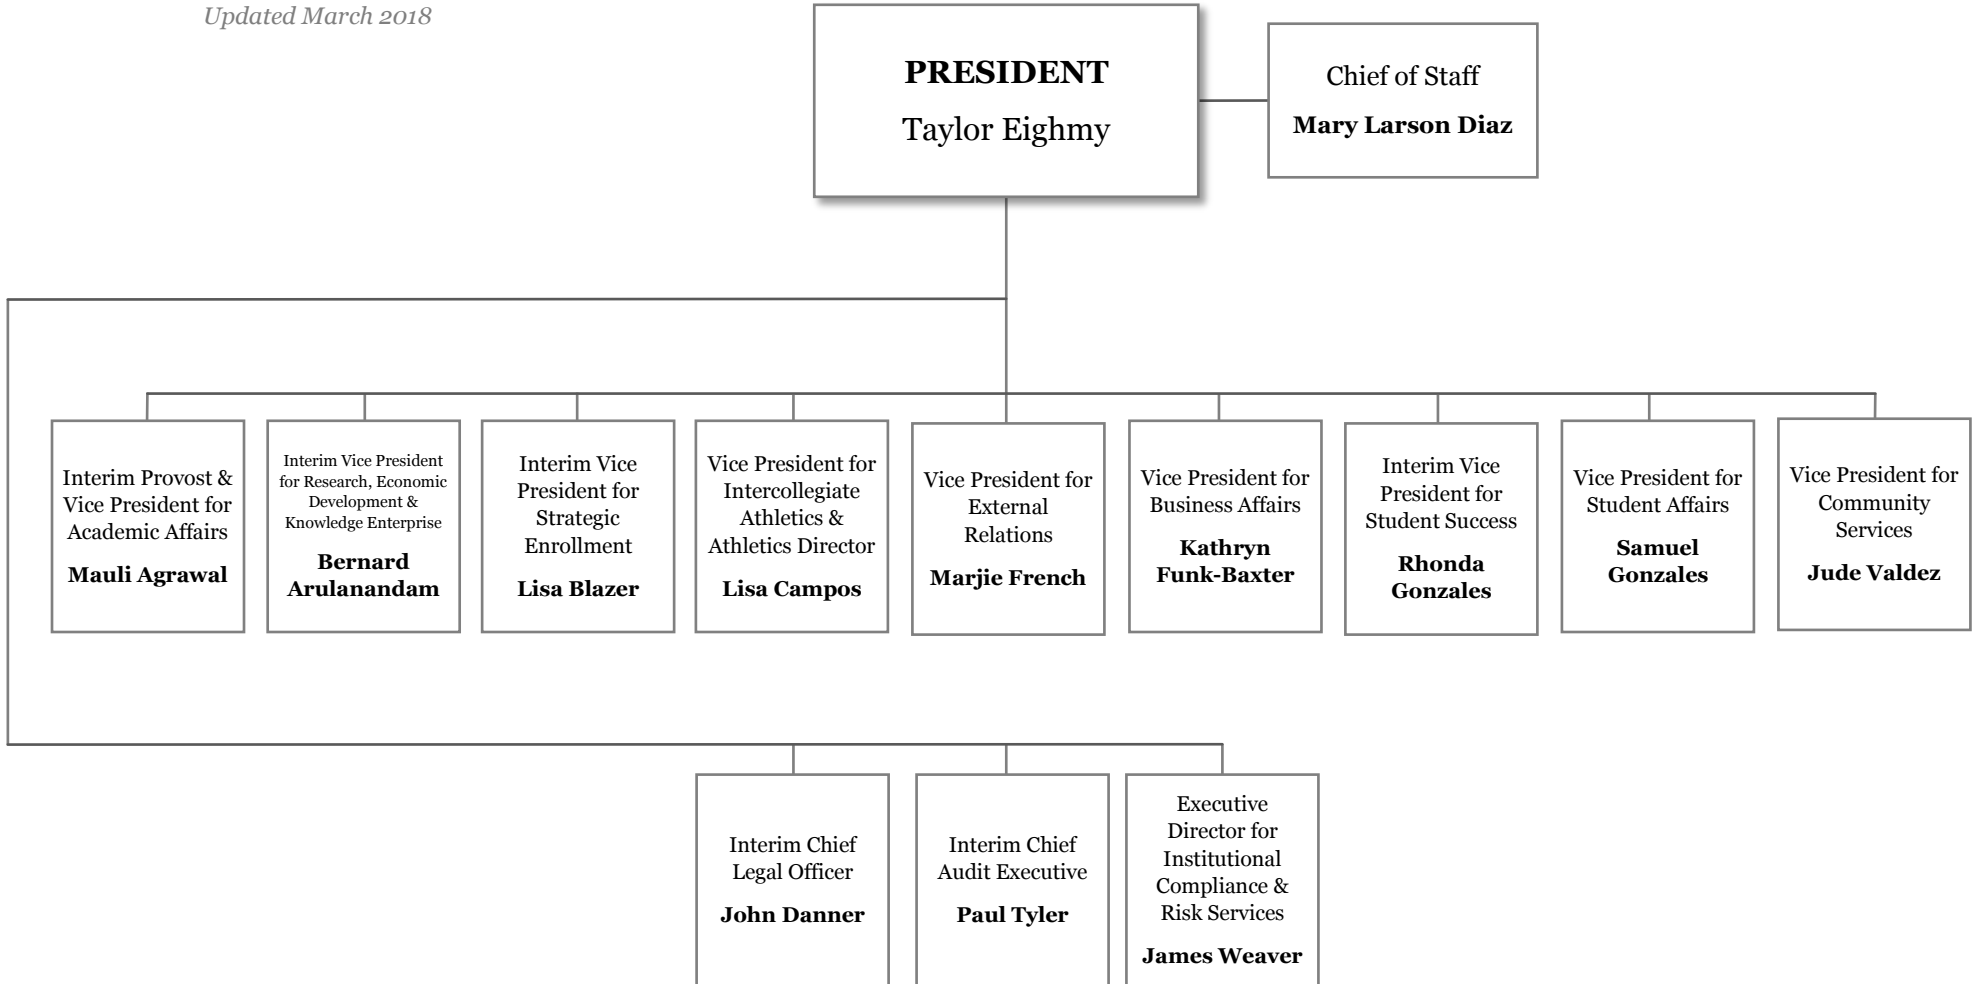 Updated March 2018
PRESIDENT
Taylor Eighmy
Chief of Staff
Mary Larson Diaz
Interim Provost &
Vice President for
Academic Affairs
Mauli Agrawal
Interim Vice President
for Research, Economic
Development &
Knowledge Enterprise
Bernard
Arulanandam
Interim Vice
President for
Strategic
Enrollment
Lisa Blazer
Vice President for
Intercollegiate
Athletics &
Athletics Director
Lisa Campos
Vice President for
External
Relations
Marjie French
Vice President for
Business Affairs
Kathryn
Funk-Baxter
Interim Vice
President for
Student Success
Rhonda
Gonzales
Vice President for
Student Affairs
Samuel
Gonzales
Vice President for
Community
Services
Jude Valdez
Interim Chief
Legal Officer
John Danner
Interim Chief
Audit Executive
Paul Tyler
Executive
Director for
Institutional
Compliance &
Risk Services
James Weaver